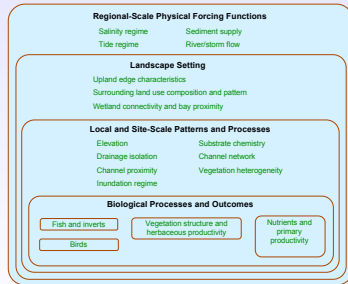 Regional-Scale Physical Forcing Functions
Salinity regime Sediment supply
Tide regime River/storm flow
Landscape Setting
Upland edge characteristics
Surrounding land use composition and pattern
Wetland connectivity and bay proximity
Local and Site-Scale Patterns and Processes
Elevation Substrate chemistry
Drainage isolation Channel network
Channel proximity Vegetation heterogeneity
Inundation regime
Biological Processes and Outcomes
Fish and inverts
Birds
Vegetation structure and
herbaceous productivity
Nutrients and
primary
productivity